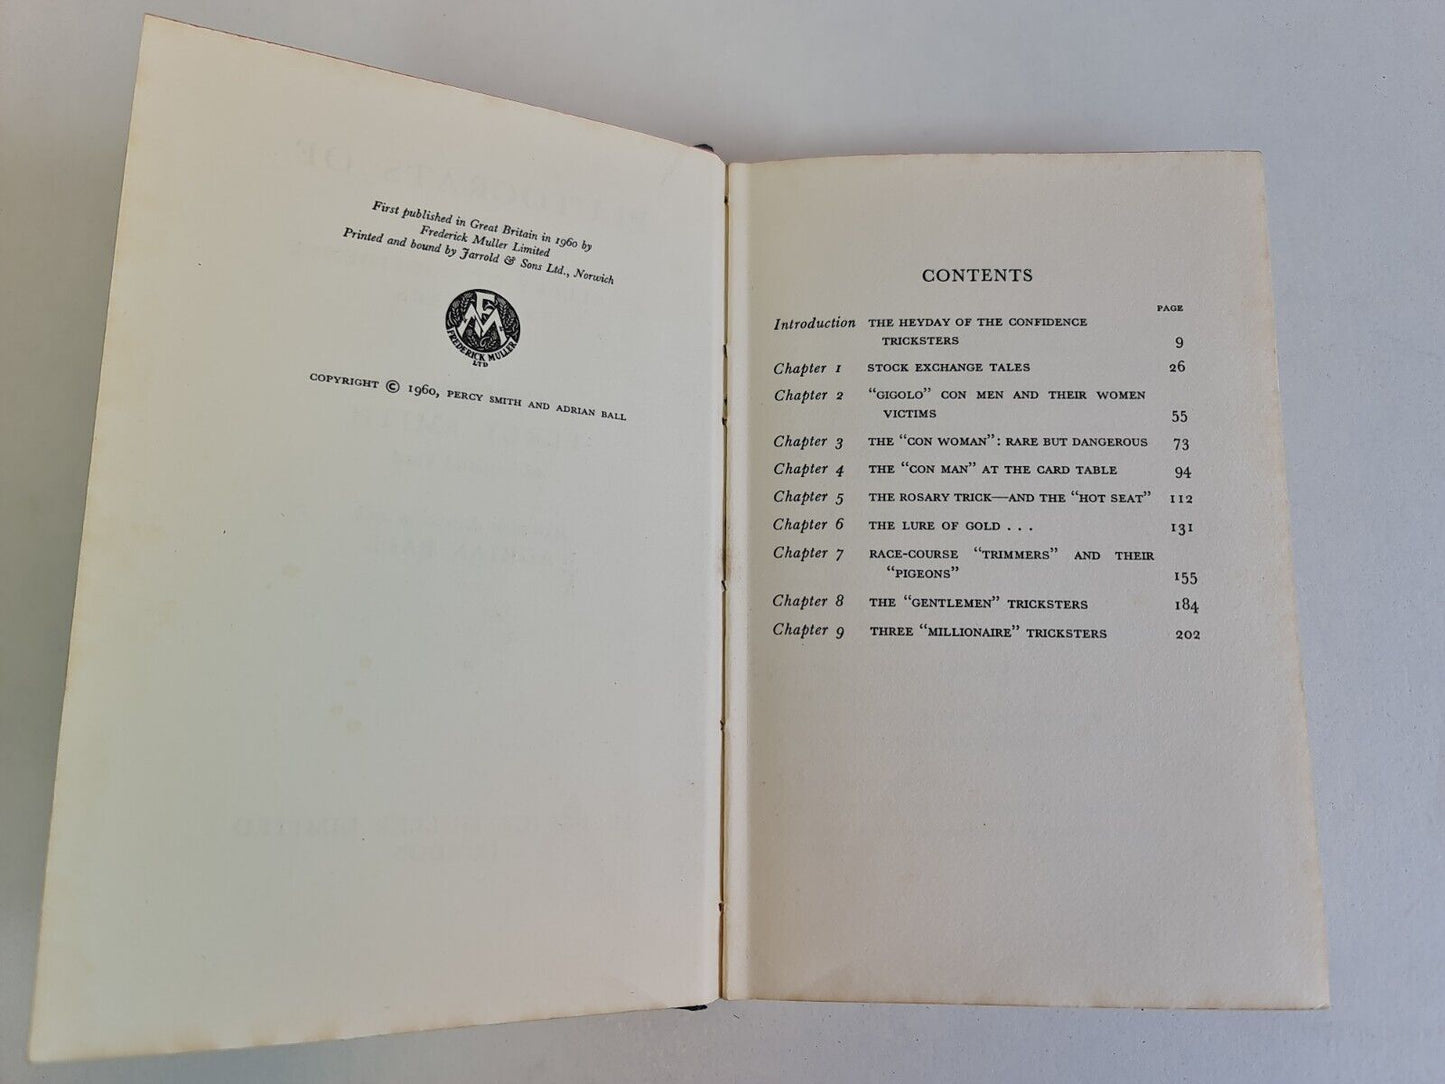 First published in Great Britain in 1960 by
Frederick Muller Limited
Printed and bound by Jarrold & Sons Ltd., Norwich
FM
FREDERICK MULLER
LTD
COPYRIGHT © 1960, PERCY SMITH AND ADRIAN BALL
CONTENTS
PAGE
Introduction THE HEYDAY OF THE CONFIDENCE
TRICKSTERS 9
Chapter 1 STOCK EXCHANGE TALES 26
Chapter 2 “GIGOLO” CON MEN AND THEIR WOMEN
VICTIMS 55
Chapter 3 THE “CON WOMAN”: RARE BUT DANGEROUS 73
Chapter 4 THE “CON MAN” AT THE CARD TABLE 94
Chapter 5 THE ROSARY TRICK—AND THE “HOT SEAT” 112
Chapter 6 THE LURE OF GOLD . . . 131
Chapter 7 RACE-COURSE “TRIMMERS” AND THEIR
“PIGEONS” 155
Chapter 8 THE “GENTLEMEN” TRICKSTERS 184
Chapter 9 THREE “MILLIONAIRE” TRICKSTERS 202